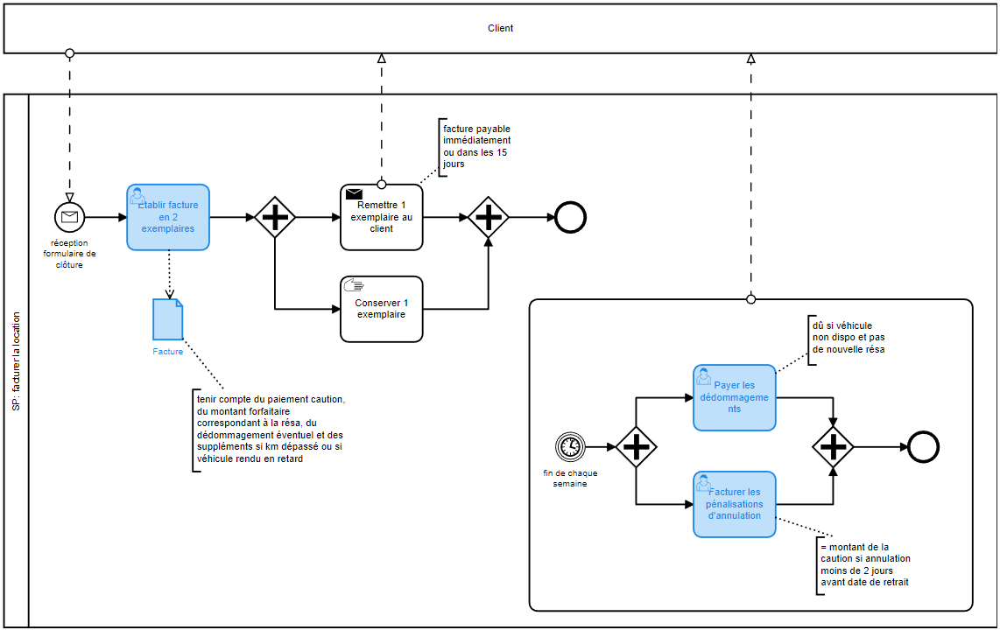 Client
SP: facturer la location
facture payable
immédiatement
ou dans les 15
jours
réception
formulaire de
clôture
Etablir facture
en 2
exemplaires
Remettre 1
exemplaire au
client
Conserver 1
exemplaire
Facture
tenir compte du paiement caution,
du montant forfaitaire
correspondant à la résa, du
dédommagement éventuel et des
suppléments si km dépassé ou si
véhicule rendu en retard
dû si véhicule
non dispo et pas
de nouvelle résa
Payer les
dédommageme
nts
fin de chaque
semaine
Facturer les
pénalisations
d'annulation
= montant de la
caution si annulation
moins de 2 jours
avant date de retrait